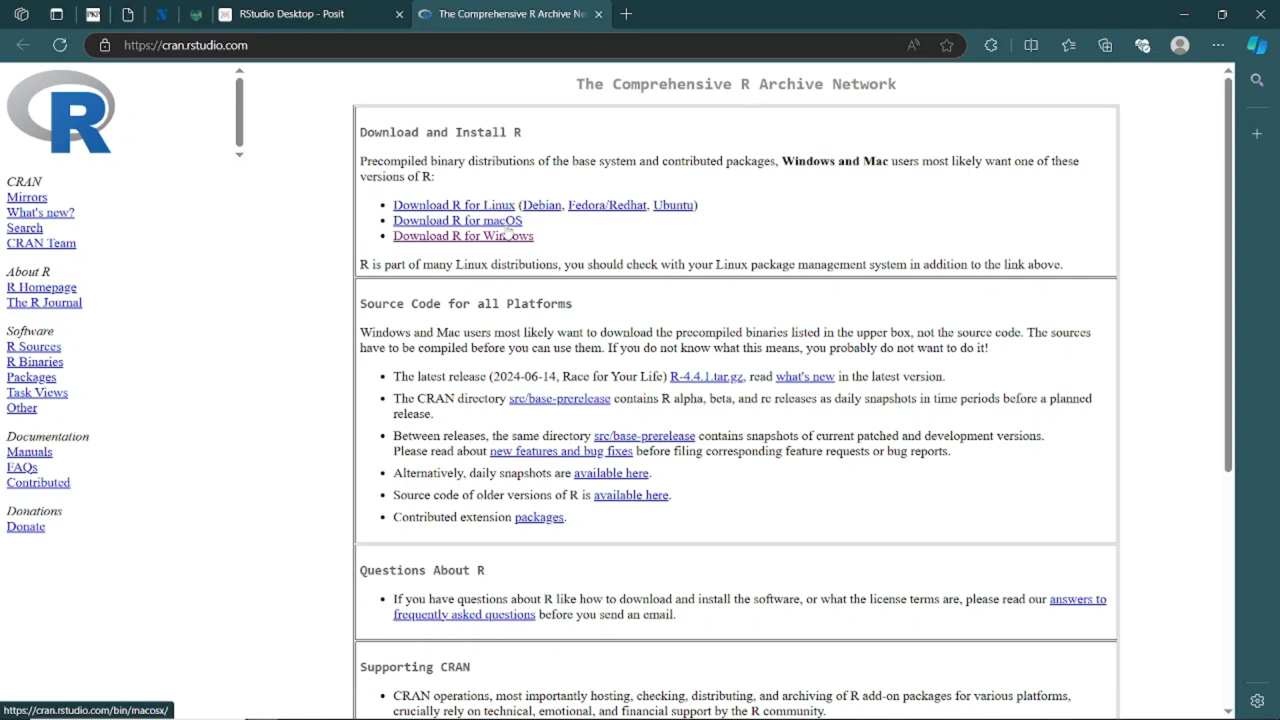 RStudio Desktop - Posit
The Comprehensive R Archive Ne
https://cran.rstudio.com
R
CRAN
Mirrors
What's new?
Search
CRAN Team
About R
R Homepage
The R Journal
Software
R Sources
R Binaries
Packages
Task Views
Other
Documentation
Manuals
FAQs
Contributed
Donations
Donate
The Comprehensive R Archive Network
Download and Install R
Precompiled binary distributions of the base system and contributed packages, Windows and Mac users most likely want one of these
versions of R:
• Download R for Linux (Debian, Fedora/Redhat, Ubuntu)
• Download R for macOS
• Download R for Windows
R is part of many Linux distributions, you should check with your Linux package management system in addition to the link above.
Source Code for all Platforms
Windows and Mac users most likely want to download the precompiled binaries listed in the upper box, not the source code. The sources
have to be compiled before you can use them. If you do not know what this means, you probably do not want to do it!
• The latest release (2024-06-14, Race for Your Life) R-4.4.1.tar.gz, read what's new in the latest version.
• The CRAN directory src/base-prerelease contains R alpha, beta, and rc releases as daily snapshots in time periods before a planned
release.
• Between releases, the same directory src/base-prerelease contains snapshots of current patched and development versions.
Please read about new features and bug fixes before filing corresponding feature requests or bug reports.
• Alternatively, daily snapshots are available here.
• Source code of older versions of R is available here.
• Contributed extension packages.
Questions About R
• If you have questions about R like how to download and install the software, or what the license terms are, please read our answers to
frequently asked questions before you send an email.
Supporting CRAN
• CRAN operations, most importantly hosting, checking, distributing, and archiving of R add-on packages for various platforms,
crucially rely on technical, emotional, and financial support by the R community.
https://cran.rstudio.com/bin/macosx/